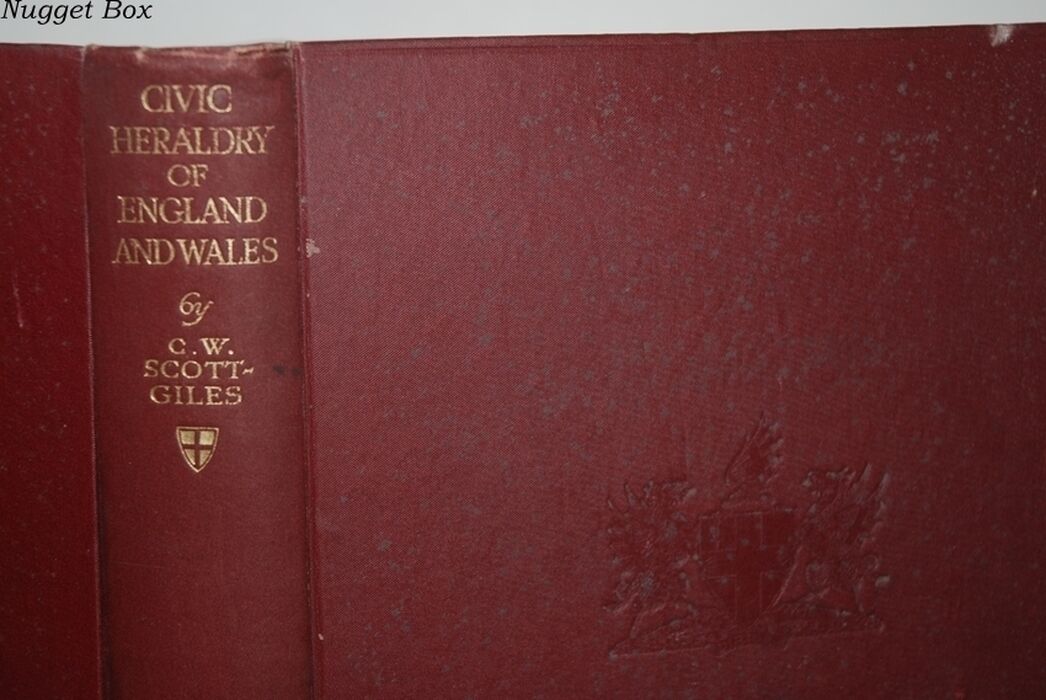 Nugget Box
CIVIC
HERALDRY
OF
ENGLAND
AND WALES
by
C.W.
SCOTT-
GILES